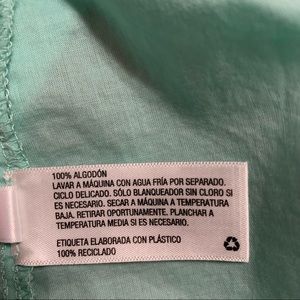 100% ALGODÓN
LAVAR A MÁQUINA CON AGUA FRÍA POR SEPARADO.
CICLO DELICADO. SÓLO BLANQUEADOR SIN CLORO SI
ES NECESARIO. SECAR A MÁQUINA A TEMPERATURA
BAJA. RETIRAR OPORTUNAMENTE. PLANCHAR A
TEMPERATURA MEDIA SI ES NECESARIO.
ETIQUETA ELABORADA CON PLÁSTICO
100% RECICLADO